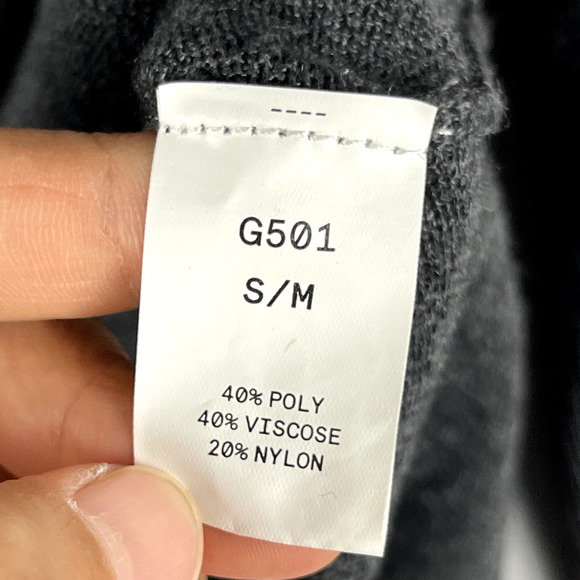 ----
G501
S/M
40% POLY
40% VISCOSE
20% NYLON